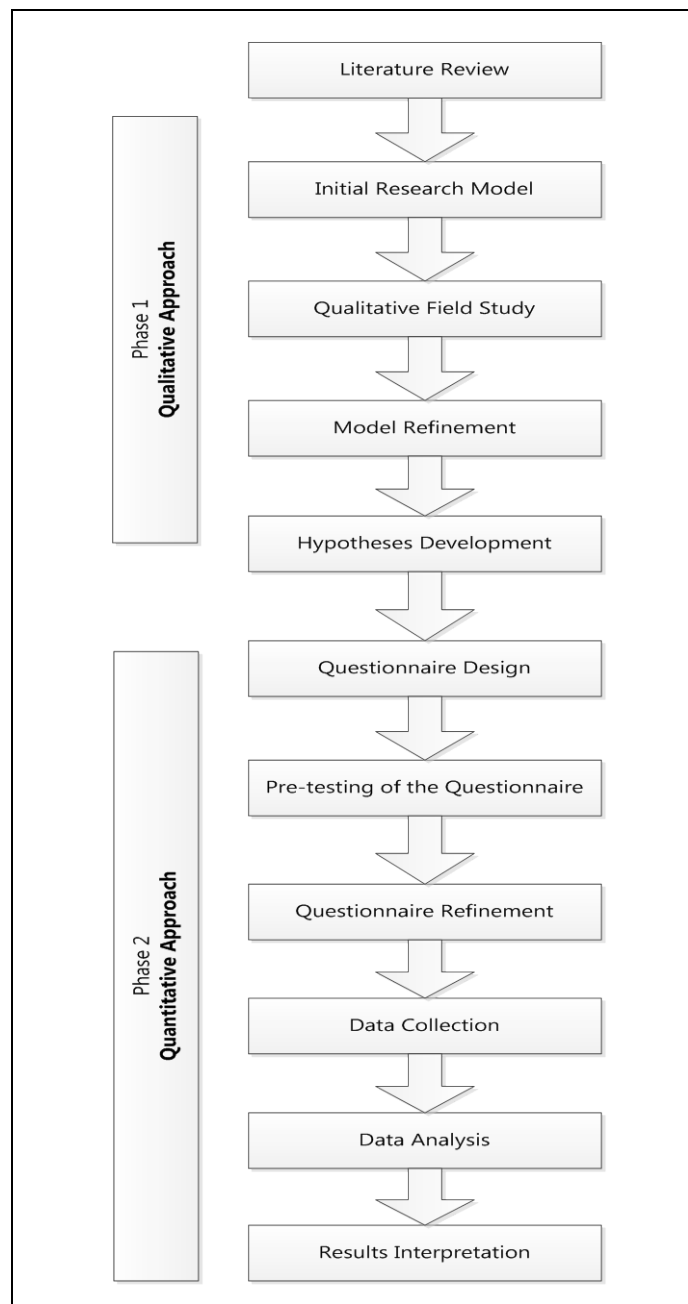 Literature Review
Initial Research Model
Qualitative Field Study
Model Refinement
Hypotheses Development
Phase 1
Qualitative Approach
Questionnaire Design
Pre-testing of the Questionnaire
Questionnaire Refinement
Data Collection
Data Analysis
Results Interpretation
Phase 2
Quantitative Approach